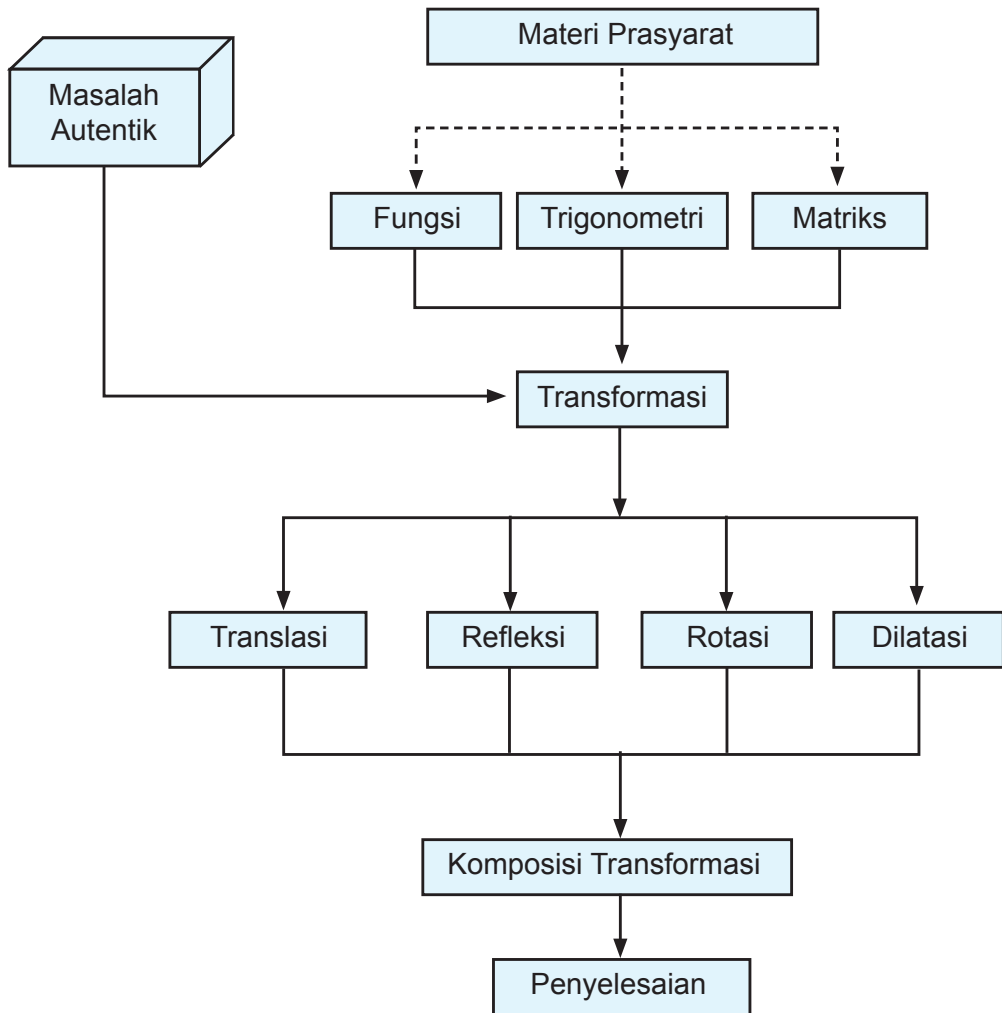 Materi Prasyarat
Masalah
Autentik
Fungsi
Trigonometri
Matriks
Transformasi
Translasi
Refleksi
Rotasi
Dilatasi
Komposisi Transformasi
Penyelesaian